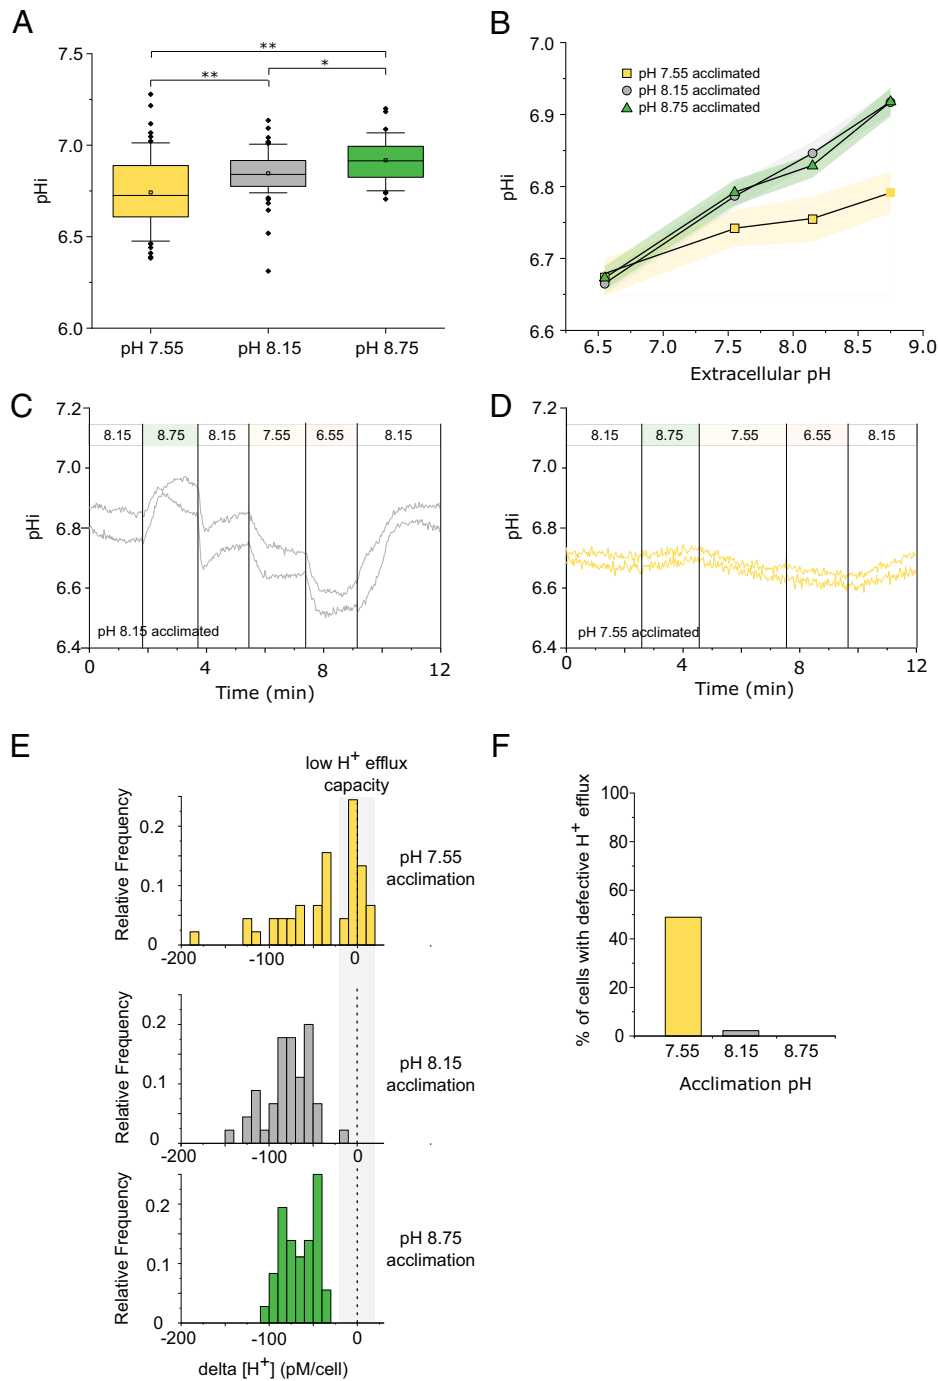 A
7.5
7.0
6.5
6.0
pHi
**
**
*
pH 7.55
pH 8.15
pH 8.75
B
7.0
6.9
6.8
6.7
6.6
pHi
pH 7.55 acclimated
pH 8.15 acclimated
pH 8.75 acclimated
6.5
7.0
7.5
8.0
8.5
9.0
Extracellular pH
C
7.2
7.0
6.8
6.6
6.4
pHi
8.15
8.75
8.15
7.55
6.55
8.15
pH 8.15 acclimated
0
4
8
12
Time (min)
D
7.2
7.0
6.8
6.6
6.4
pHi
8.15
8.75
7.55
6.55
8.15
pH 7.55 acclimated
0
4
8
12
Time (min)
E
low H+ efflux
capacity
Relative Frequency
0.2
0.1
0
-200
-100
0
pH 7.55
acclimation
Relative Frequency
0.2
0.1
0
-200
-100
0
pH 8.15
acclimation
Relative Frequency
0.2
0.1
0
-200
-100
0
pH 8.75
acclimation
delta [H+] (pM/cell)
F
% of cells with defective H+ efflux
100
80
60
40
20
0
7.55
8.15
8.75
Acclimation pH